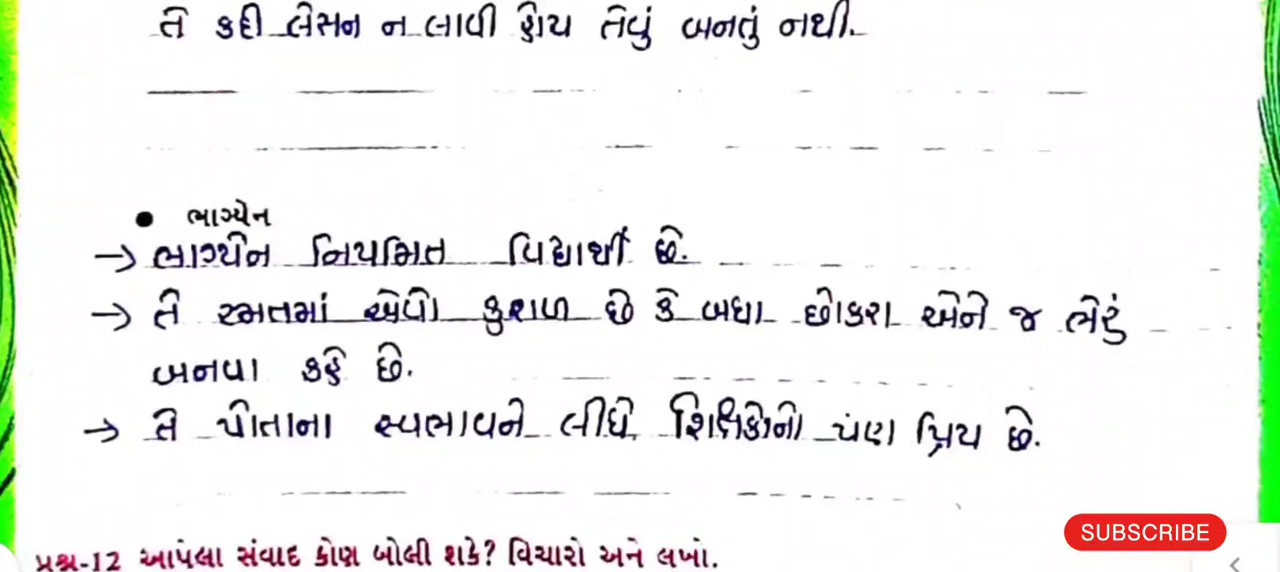 તે કદી લેસન ન લાવી હોય તેવું બનતું નથી.
● ભાગ્યેન
→ ભાગ્યેન નિયમિત વિદ્યાર્થી છે.
→ તે રમતમાં એવો કુશળ છે કે બધા છોકરા એને જ ભેરું
બનવા કહે છે.
→ તે પોતાના સ્વભાવને લીધે શિક્ષકોનો પણ પ્રિય છે.
SUBSCRIBE
પ્રશ્ન-12 આપેલા સંવાદ કોણ બોલી શકે? વિચારો અને લખો.